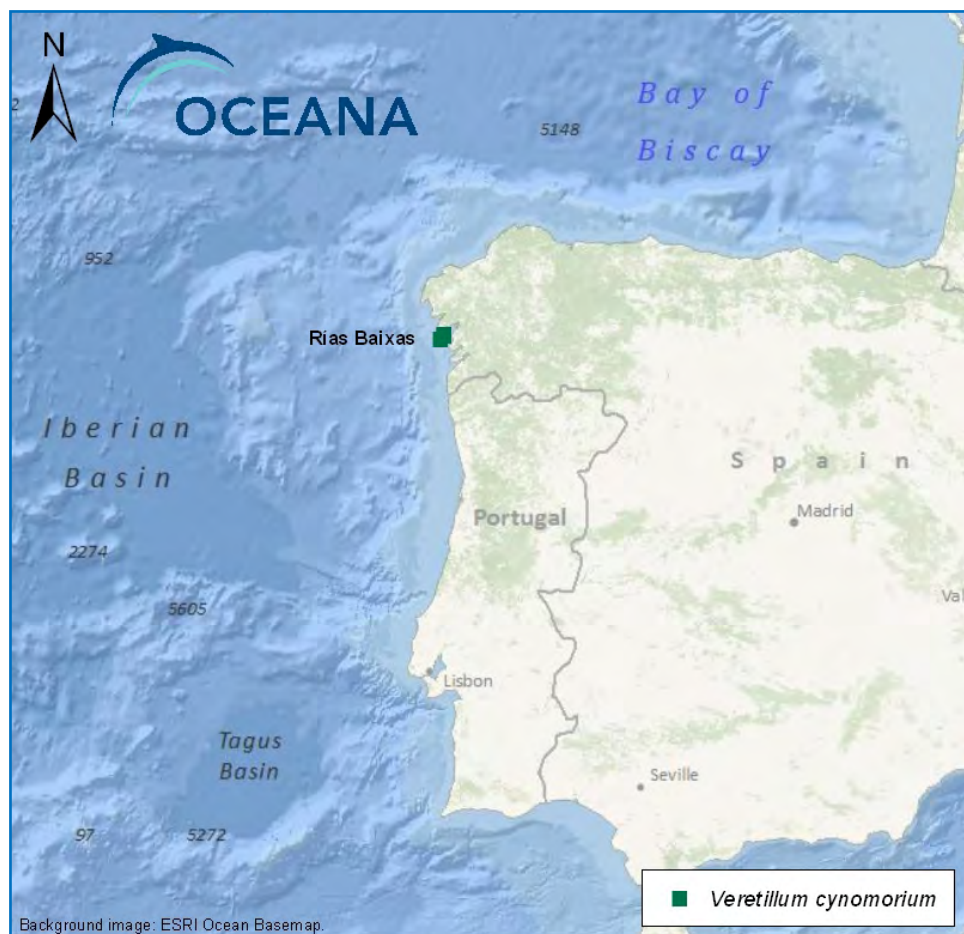 N
OCEANA
Bay of
Biscay
5148
952
Rías Baixas
Iberian
Basin
Spain
Madrid
Portugal
2274
5605
Val
Lisbon
Tagus
Basin
Seville
97
5272
Veretillum cynomorium
Background image: ESRI Ocean Basemap.